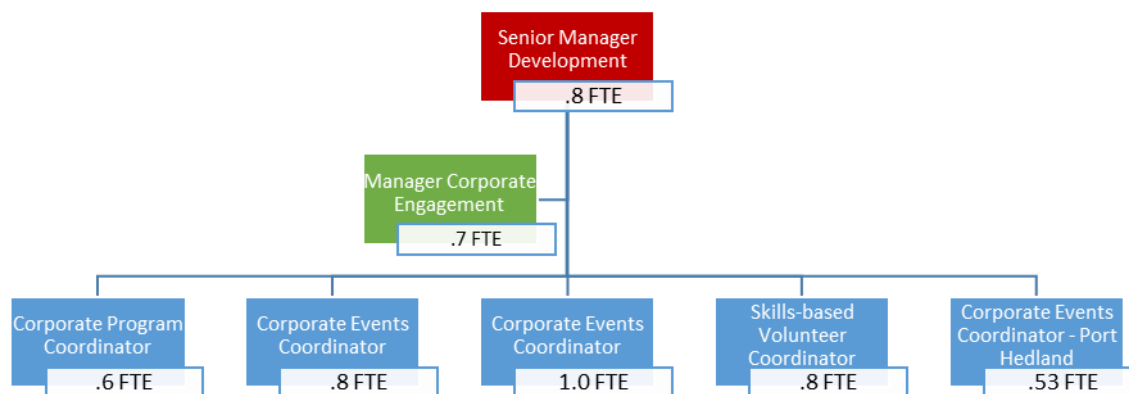 Senior Manager
Development
.8 FTE
Manager Corporate
Engagement
.7 FTE
Corporate Program
Coordinator
.6 FTE
Corporate Events
Coordinator
.8 FTE
Corporate Events
Coordinator
1.0 FTE
Skills-based
Volunteer
Coordinator
.8 FTE
Corporate Events
Coordinator - Port
Hedland
.53 FTE